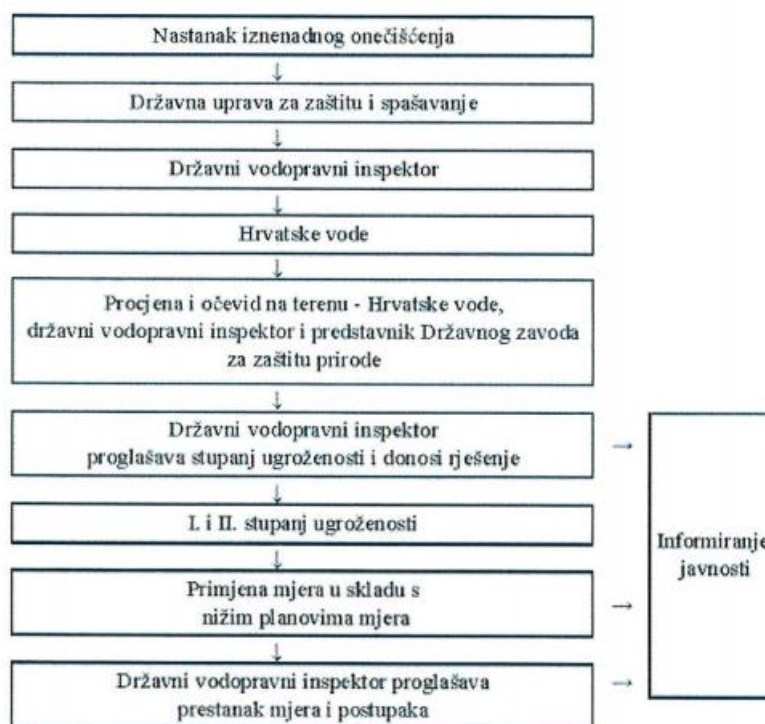 Nastanak iznenadnog onečišćenja
↓
Državna uprava za zaštitu i spašavanje
↓
Državni vodopravni inspektor
↓
Hrvatske vode
↓
Procjena i očevid na terenu - Hrvatske vode,
državni vodopravni inspektor i predstavnik Državnog zavoda
za zaštitu prirode
↓
Državni vodopravni inspektor
proglašava stupanj ugroženosti i donosi rješenje
→
↓
I. i II. stupanj ugroženosti
↓
Primjena mjera u skladu s
nižim planovima mjera
→
↓
Državni vodopravni inspektor proglašava
prestanak mjera i postupaka
→
Informiranje
javnosti